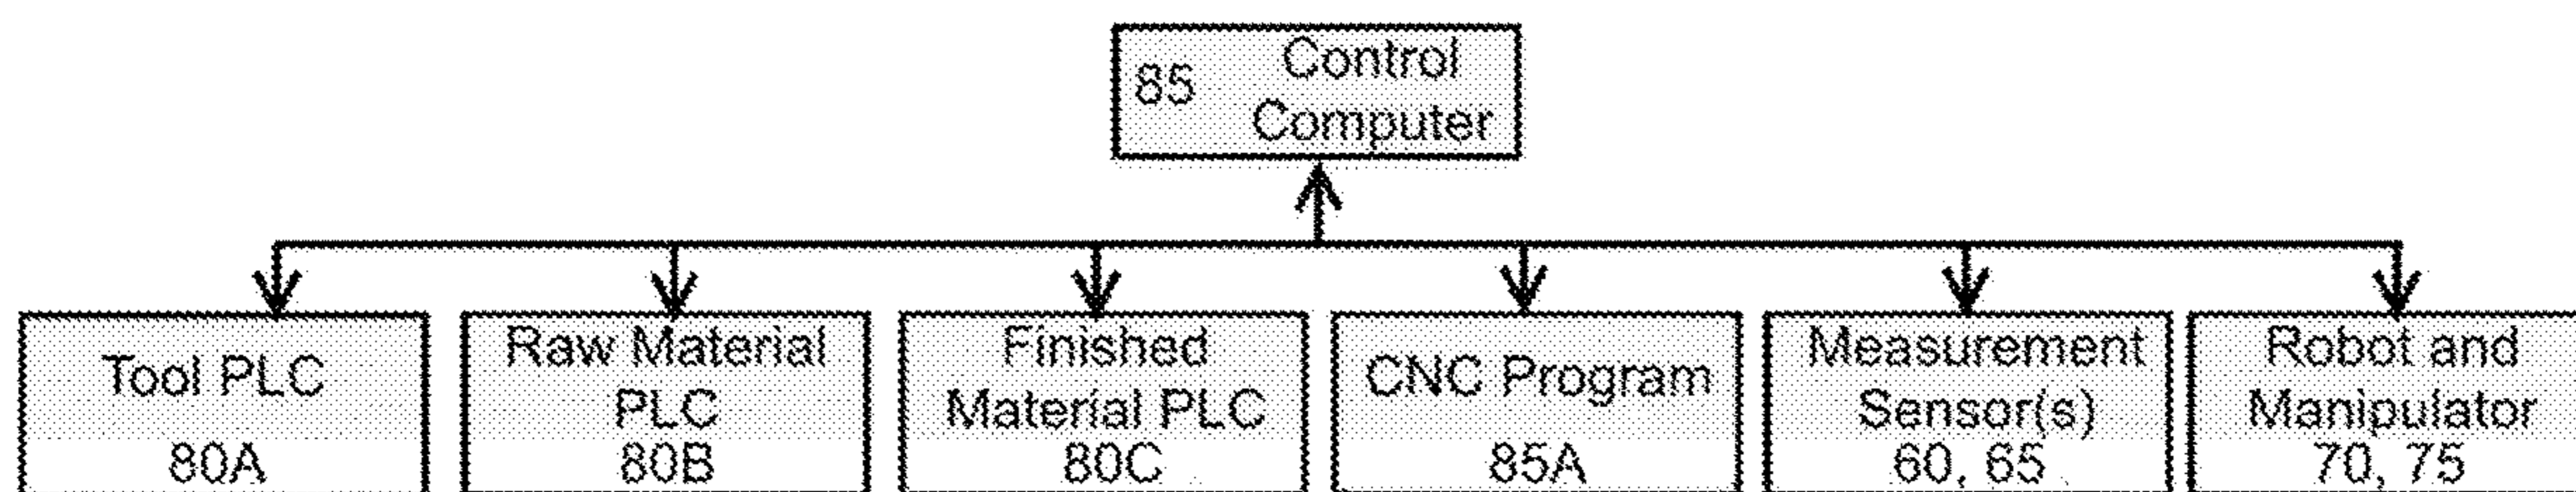 85 Control
Computer
Tool PLC
80A
Raw Material
PLC
80B
Finished
Material PLC
80C
CNC Program
85A
Measurement
Sensor(s)
60, 65
Robot and
Manipulator
70, 75